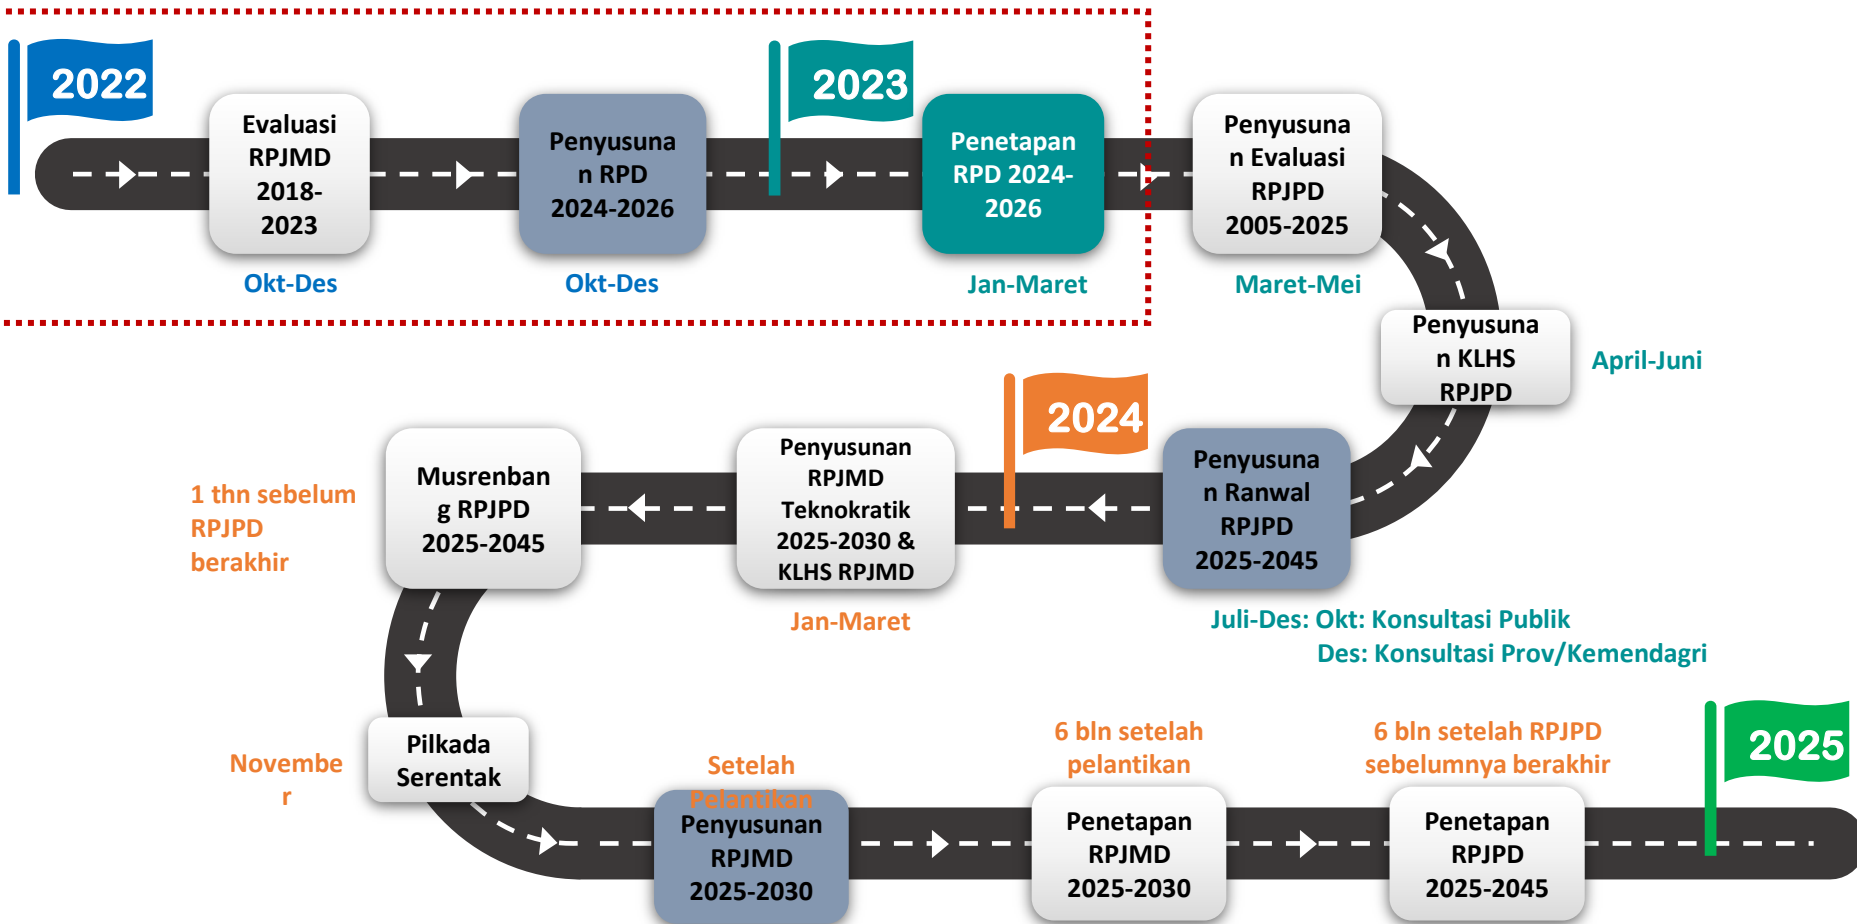 2022
Evaluasi
RPJMD
2018-
2023
Okt-Des
Penyusuna
n RPD
2024-2026
Okt-Des
2023
Penetapan
RPD 2024-
2026
Jan-Maret
Penyusuna
n Evaluasi
RPJPD
2005-2025
Maret-Mei
Penyusuna
n KLHS
RPJPD
April-Juni
Penyusuna
n Ranwal
RPJPD
2025-2045
Juli-Des: Okt: Konsultasi Publik
Des: Konsultasi Prov/Kemendagri
2024
Penyusunan
RPJMD
Teknokratik
2025-2030 &
KLHS RPJMD
Jan-Maret
Musrenban
g RPJPD
2025-2045
1 thn sebelum
RPJPD
berakhir
Pilkada
Serentak
Novembe
r
Setelah
Pelantikan
Penyusunan
RPJMD
2025-2030
6 bln setelah
pelantikan
Penetapan
RPJMD
2025-2030
6 bln setelah RPJPD
sebelumnya berakhir
Penetapan
RPJPD
2025-2045
2025